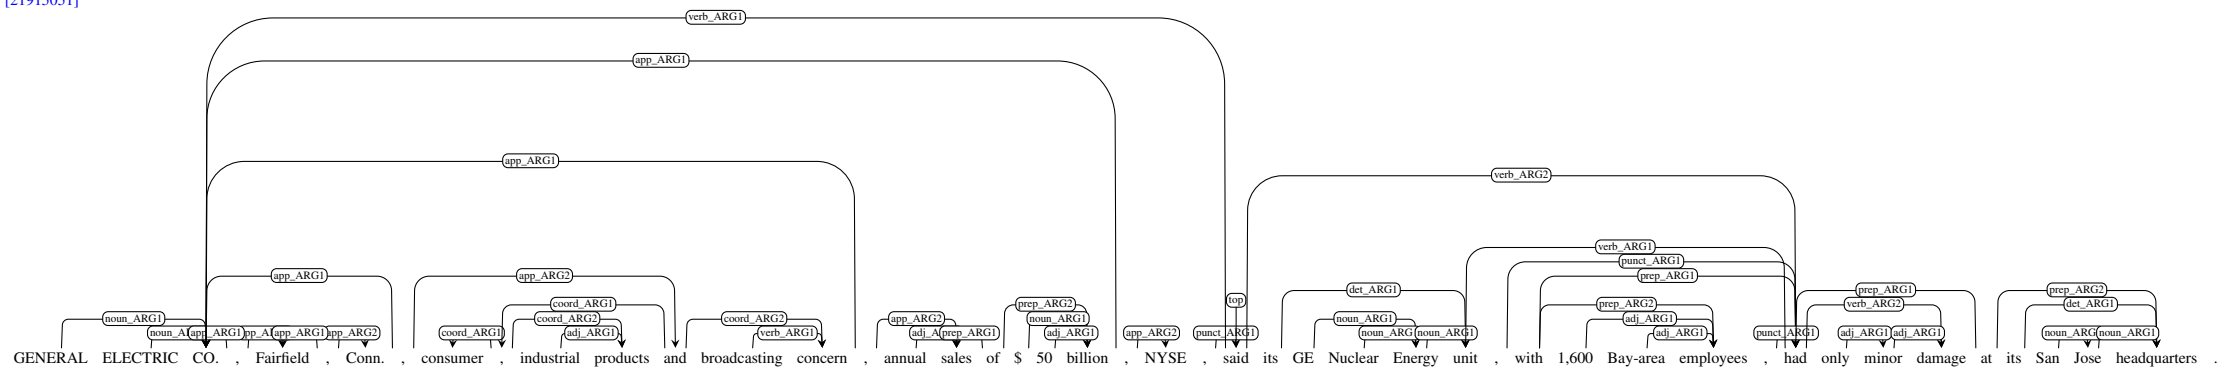 [21915051]
verb_ARG1
app_ARG1
app_ARG1
verb_ARG2
verb_ARG1
punct_ARG1
app_ARG1 app_ARG2 prep_ARG1
det_ARG1 prep_ARG1 prep_ARG2
top
coord_ARG1 prep_ARG2 prep_ARG2 verb_ARG2 det_ARG1
noun_ARG1 coord_ARG2 coord_ARG2 app_ARG2 noun_ARG1 noun_ARG1 adj_ARG1
app_ARG1 app_ARG1 app_ARG2 coord_ARG1 adj_ARG1 verb_ARG1 prep_ARG1 adj_ARG1 app_ARG2 punct_ARG1 noun_ARG1 adj_ARG1 punct_ARG1 adj_ARG1 adj_ARG1 noun_ARG1
GENERAL ELECTRIC CO. , Fairfield , Conn. , consumer , industrial products and broadcasting concern , annual sales of $ 50 billion , NYSE , said its GE Nuclear Energy unit , with 1,600 Bay-area employees , had only minor damage at its San Jose headquarters .